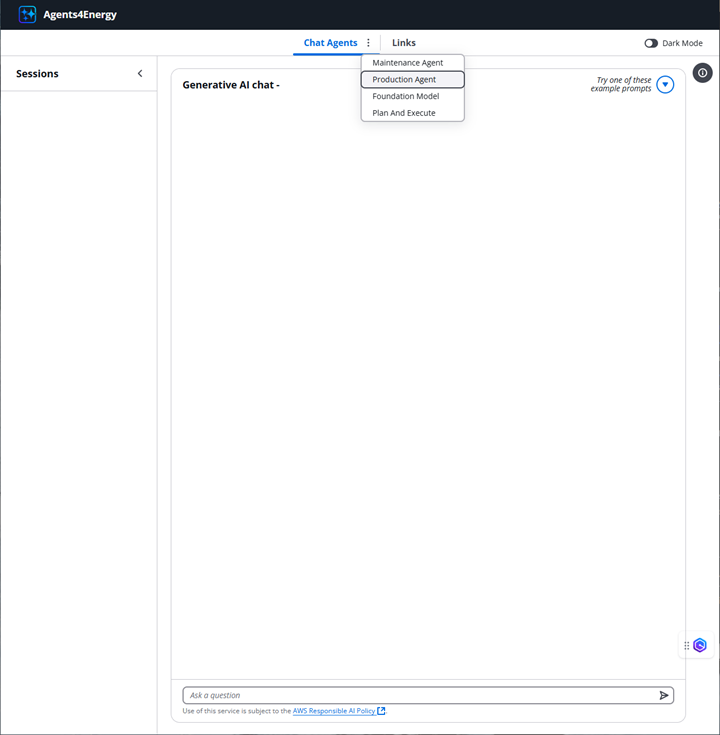 Agents4Energy
Chat Agents
Links
Dark Mode
Sessions
Maintenance Agent
Production Agent
Foundation Model
Plan And Execute
Generative AI chat -
Try one of these
example prompts
Ask a question
Use of this service is subject to the AWS Responsible AI Policy.